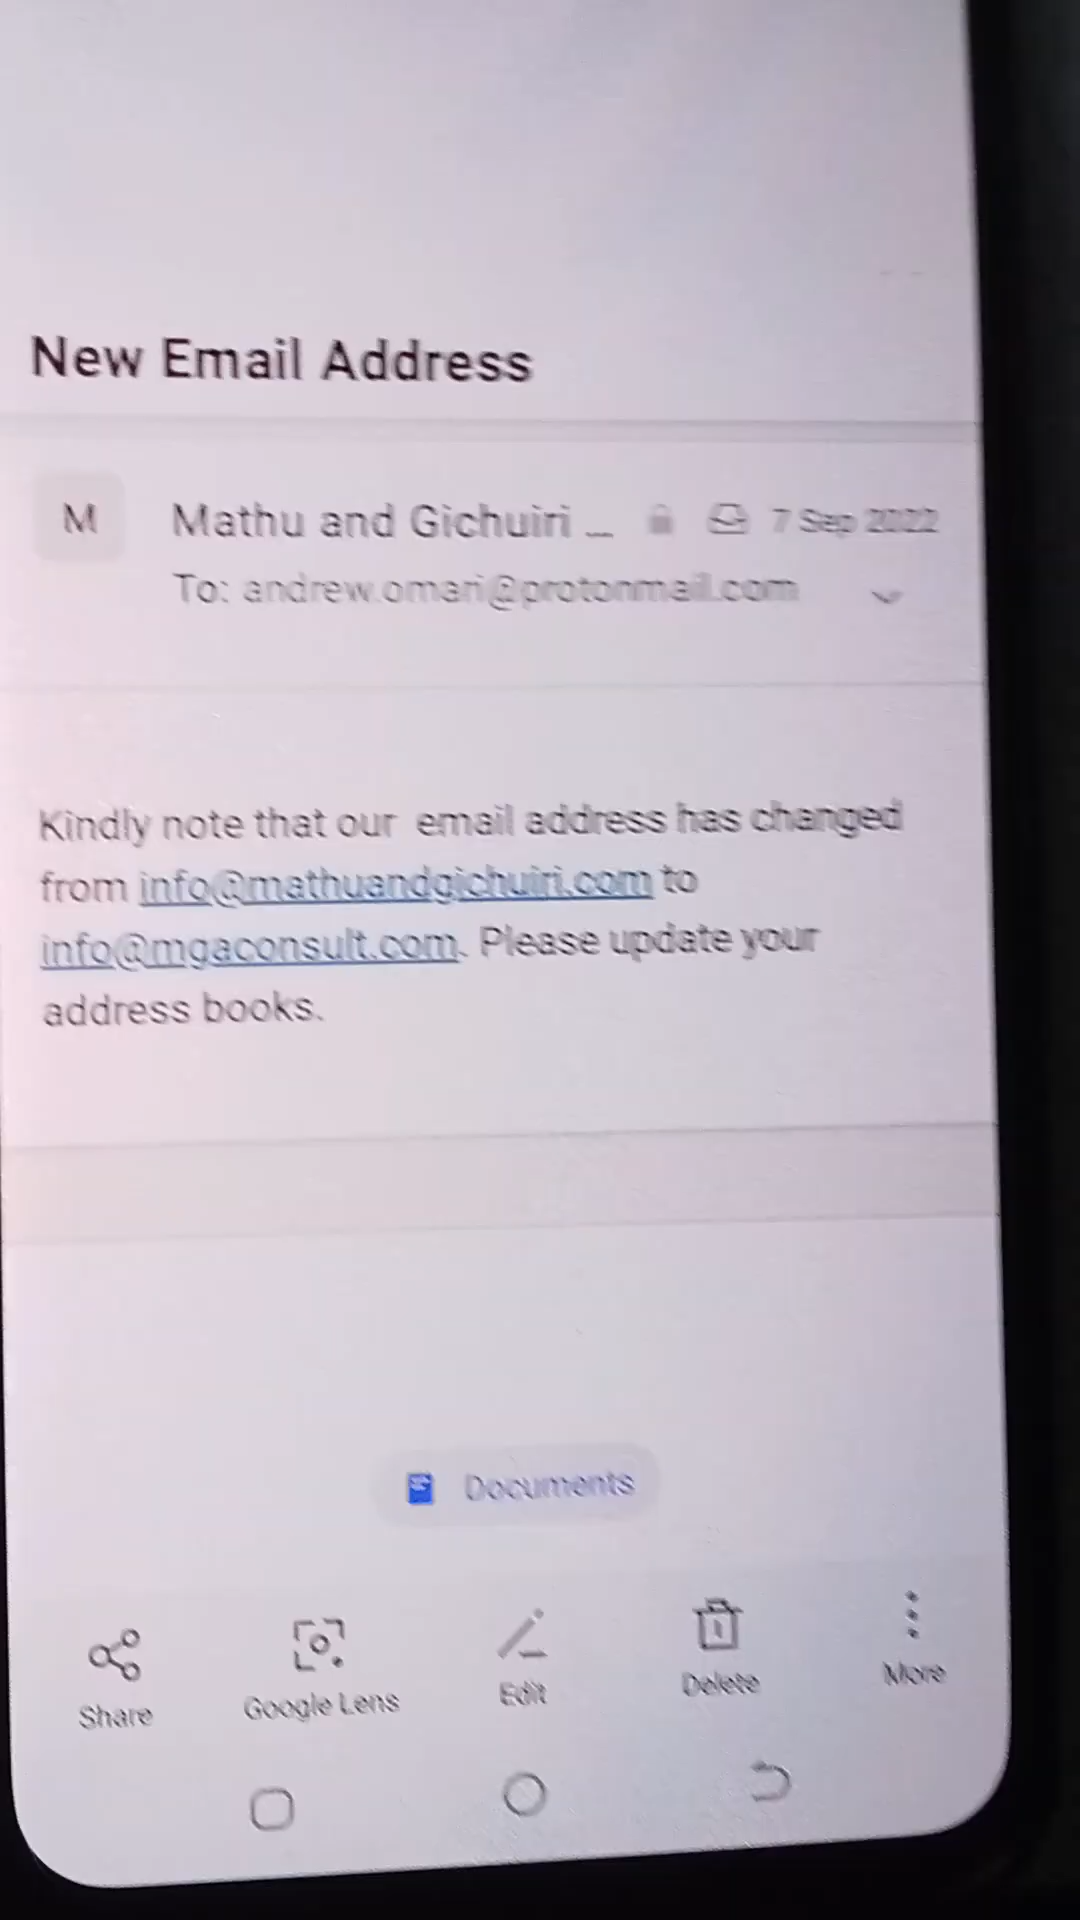 New Email Address
M
Mathu and Gichuiri ... 7 Sep 2022
To: andrew.omari@protonmail.com
Kindly note that our email address has changed
from info@mathuandgichuiri.com to
info@mgaconsult.com. Please update your
address books.
Documents
Share
Google Lens
Edit
Delete
More